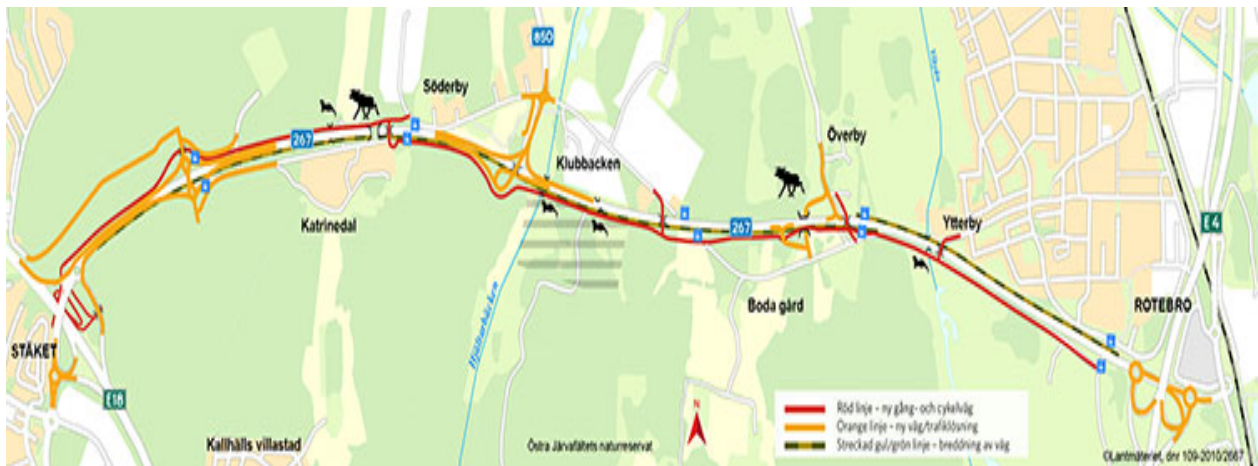 850
Söderby
267
Klubbacken
Överby
Katrinedal
267
Ytterby
E4
Boda gård
ROTEBRO
STÄKET
E18
N
Kallhälls villastad
Östra Järvafältets naturreservat
Röd linje – ny gång- och cykelväg
Orange linje – ny väg/trafiklösning
Streckad gul/grön linje – breddning av väg
©Lantmäteriet, dnr 109-2010/2667